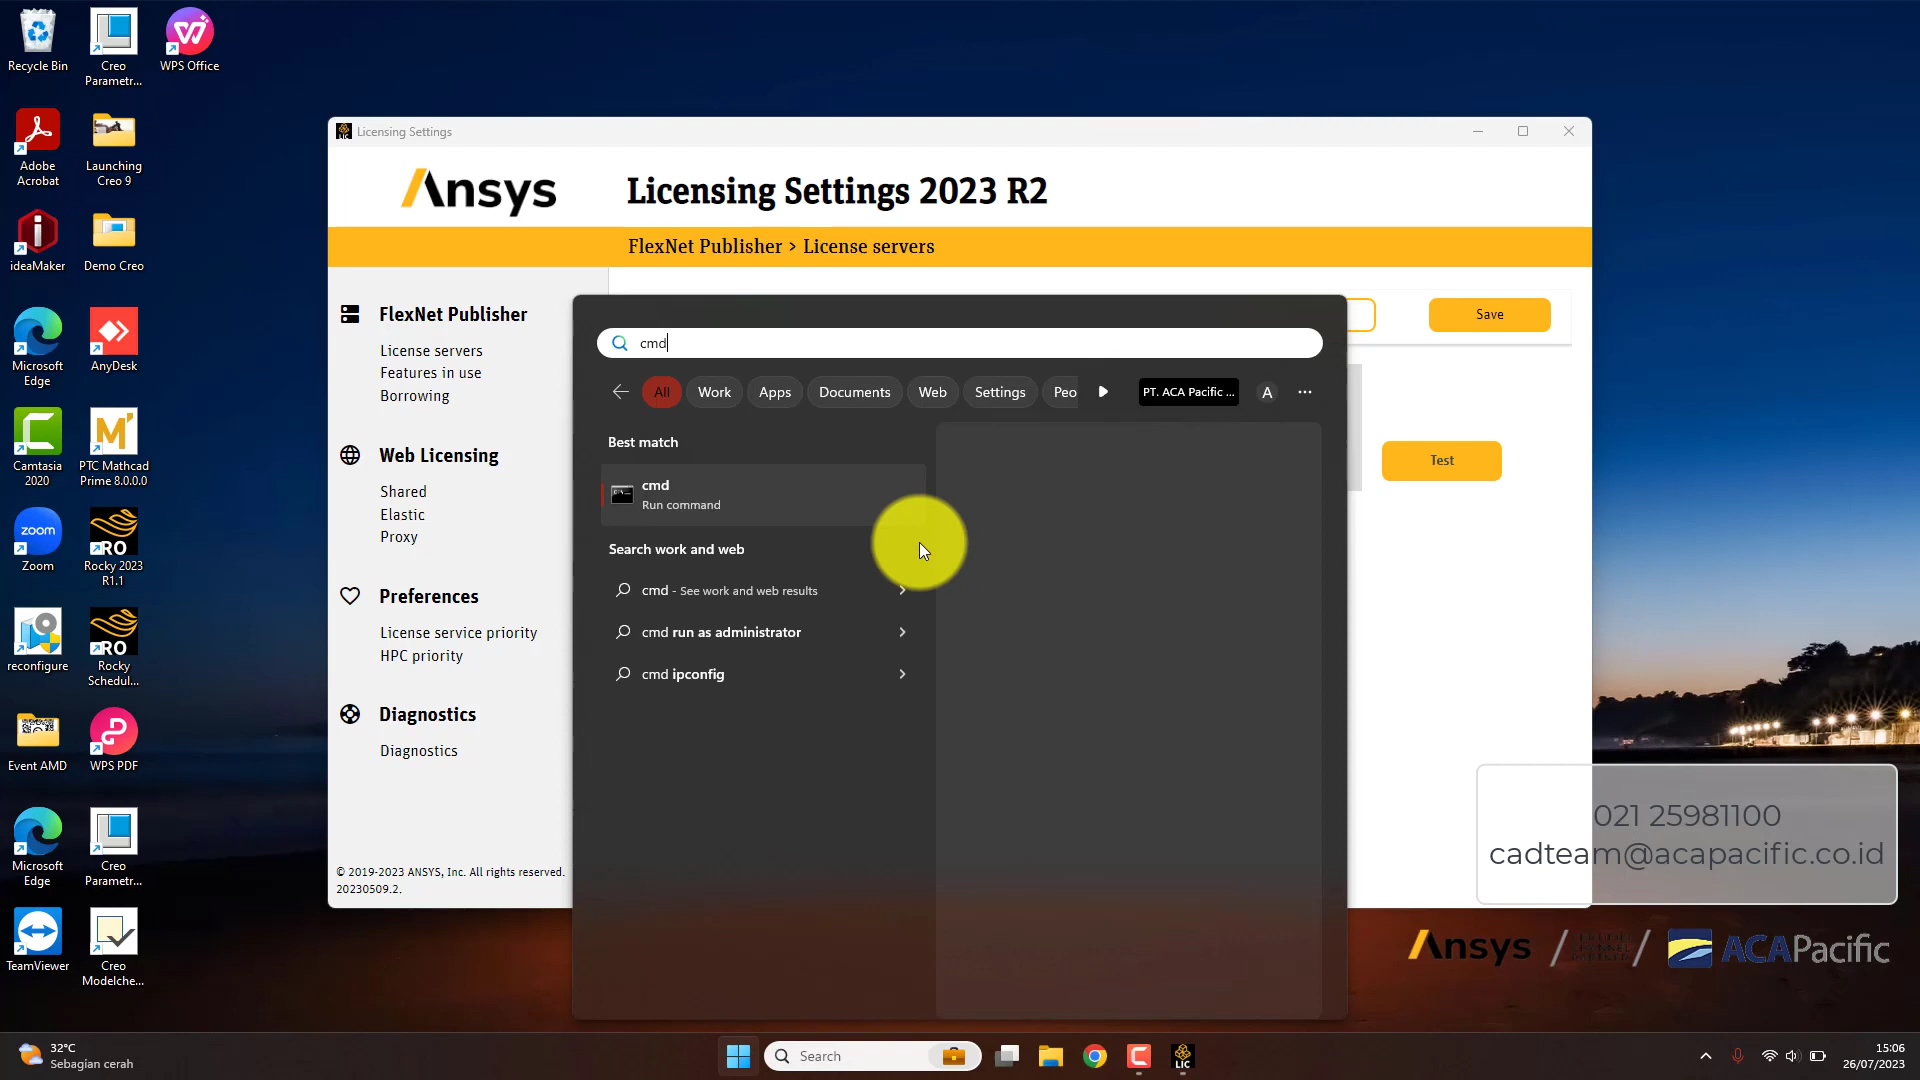 Recycle Bin
Creo
Parametr...
WPS Office
Adobe
Acrobat
Launching
Creo 9
ideaMaker
Demo Creo
Microsoft
Edge
AnyDesk
Camtasia
2020
PTC Mathcad
Prime 8.0.0.0
zoom
Zoom
RO
Rocky 2023
R1.1
reconfigure
RO
Rocky
Schedul...
Event AMD
WPS PDF
Microsoft
Edge
Creo
Parametr...
TeamViewer
Creo
Modelche...
LIC
Licensing Settings
Ansys
Licensing Settings 2023 R2
FlexNet Publisher > License servers
FlexNet Publisher
License servers
Features in use
Borrowing
Web Licensing
Shared
Elastic
Proxy
Preferences
License service priority
HPC priority
Diagnostics
Diagnostics
© 2019-2023 ANSYS, Inc. All rights reserved.
20230509.2.
Save
Test
cmd
All
Work
Apps
Documents
Web
Settings
Peo
PT. ACA Pacific ...
A
Best match
cmd
Run command
Search work and web
cmd - See work and web results
cmd run as administrator
cmd ipconfig
021 25981100
cadteam@acapacific.co.id
Ansys
ACAPacific
32°C
Sebagian cerah
Search
LIC
15:06
26/07/2023